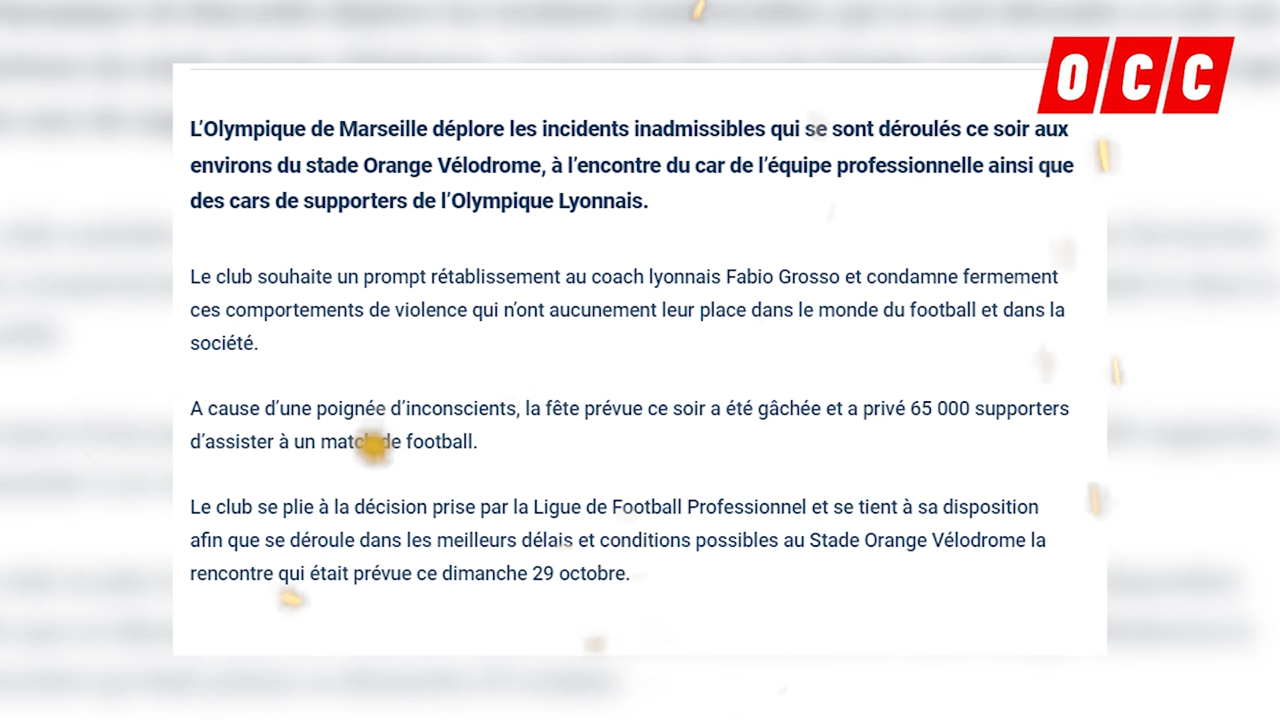 OCC
L’Olympique de Marseille déplore les incidents inadmissibles qui se sont déroulés ce soir aux
environs du stade Orange Vélodrome, à l’encontre du car de l’équipe professionnelle ainsi que
des cars de supporters de l’Olympique Lyonnais.
Le club souhaite un prompt rétablissement au coach lyonnais Fabio Grosso et condamne fermement
ces comportements de violence qui n’ont aucunement leur place dans le monde du football et dans la
société.
A cause d’une poignée d’inconscients, la fête prévue ce soir a été gâchée et a privé 65 000 supporters
d’assister à un match de football.
Le club se plie à la décision prise par la Ligue de Football Professionnel et se tient à sa disposition
afin que se déroule dans les meilleurs délais et conditions possibles au Stade Orange Vélodrome la
rencontre qui était prévue ce dimanche 29 octobre.